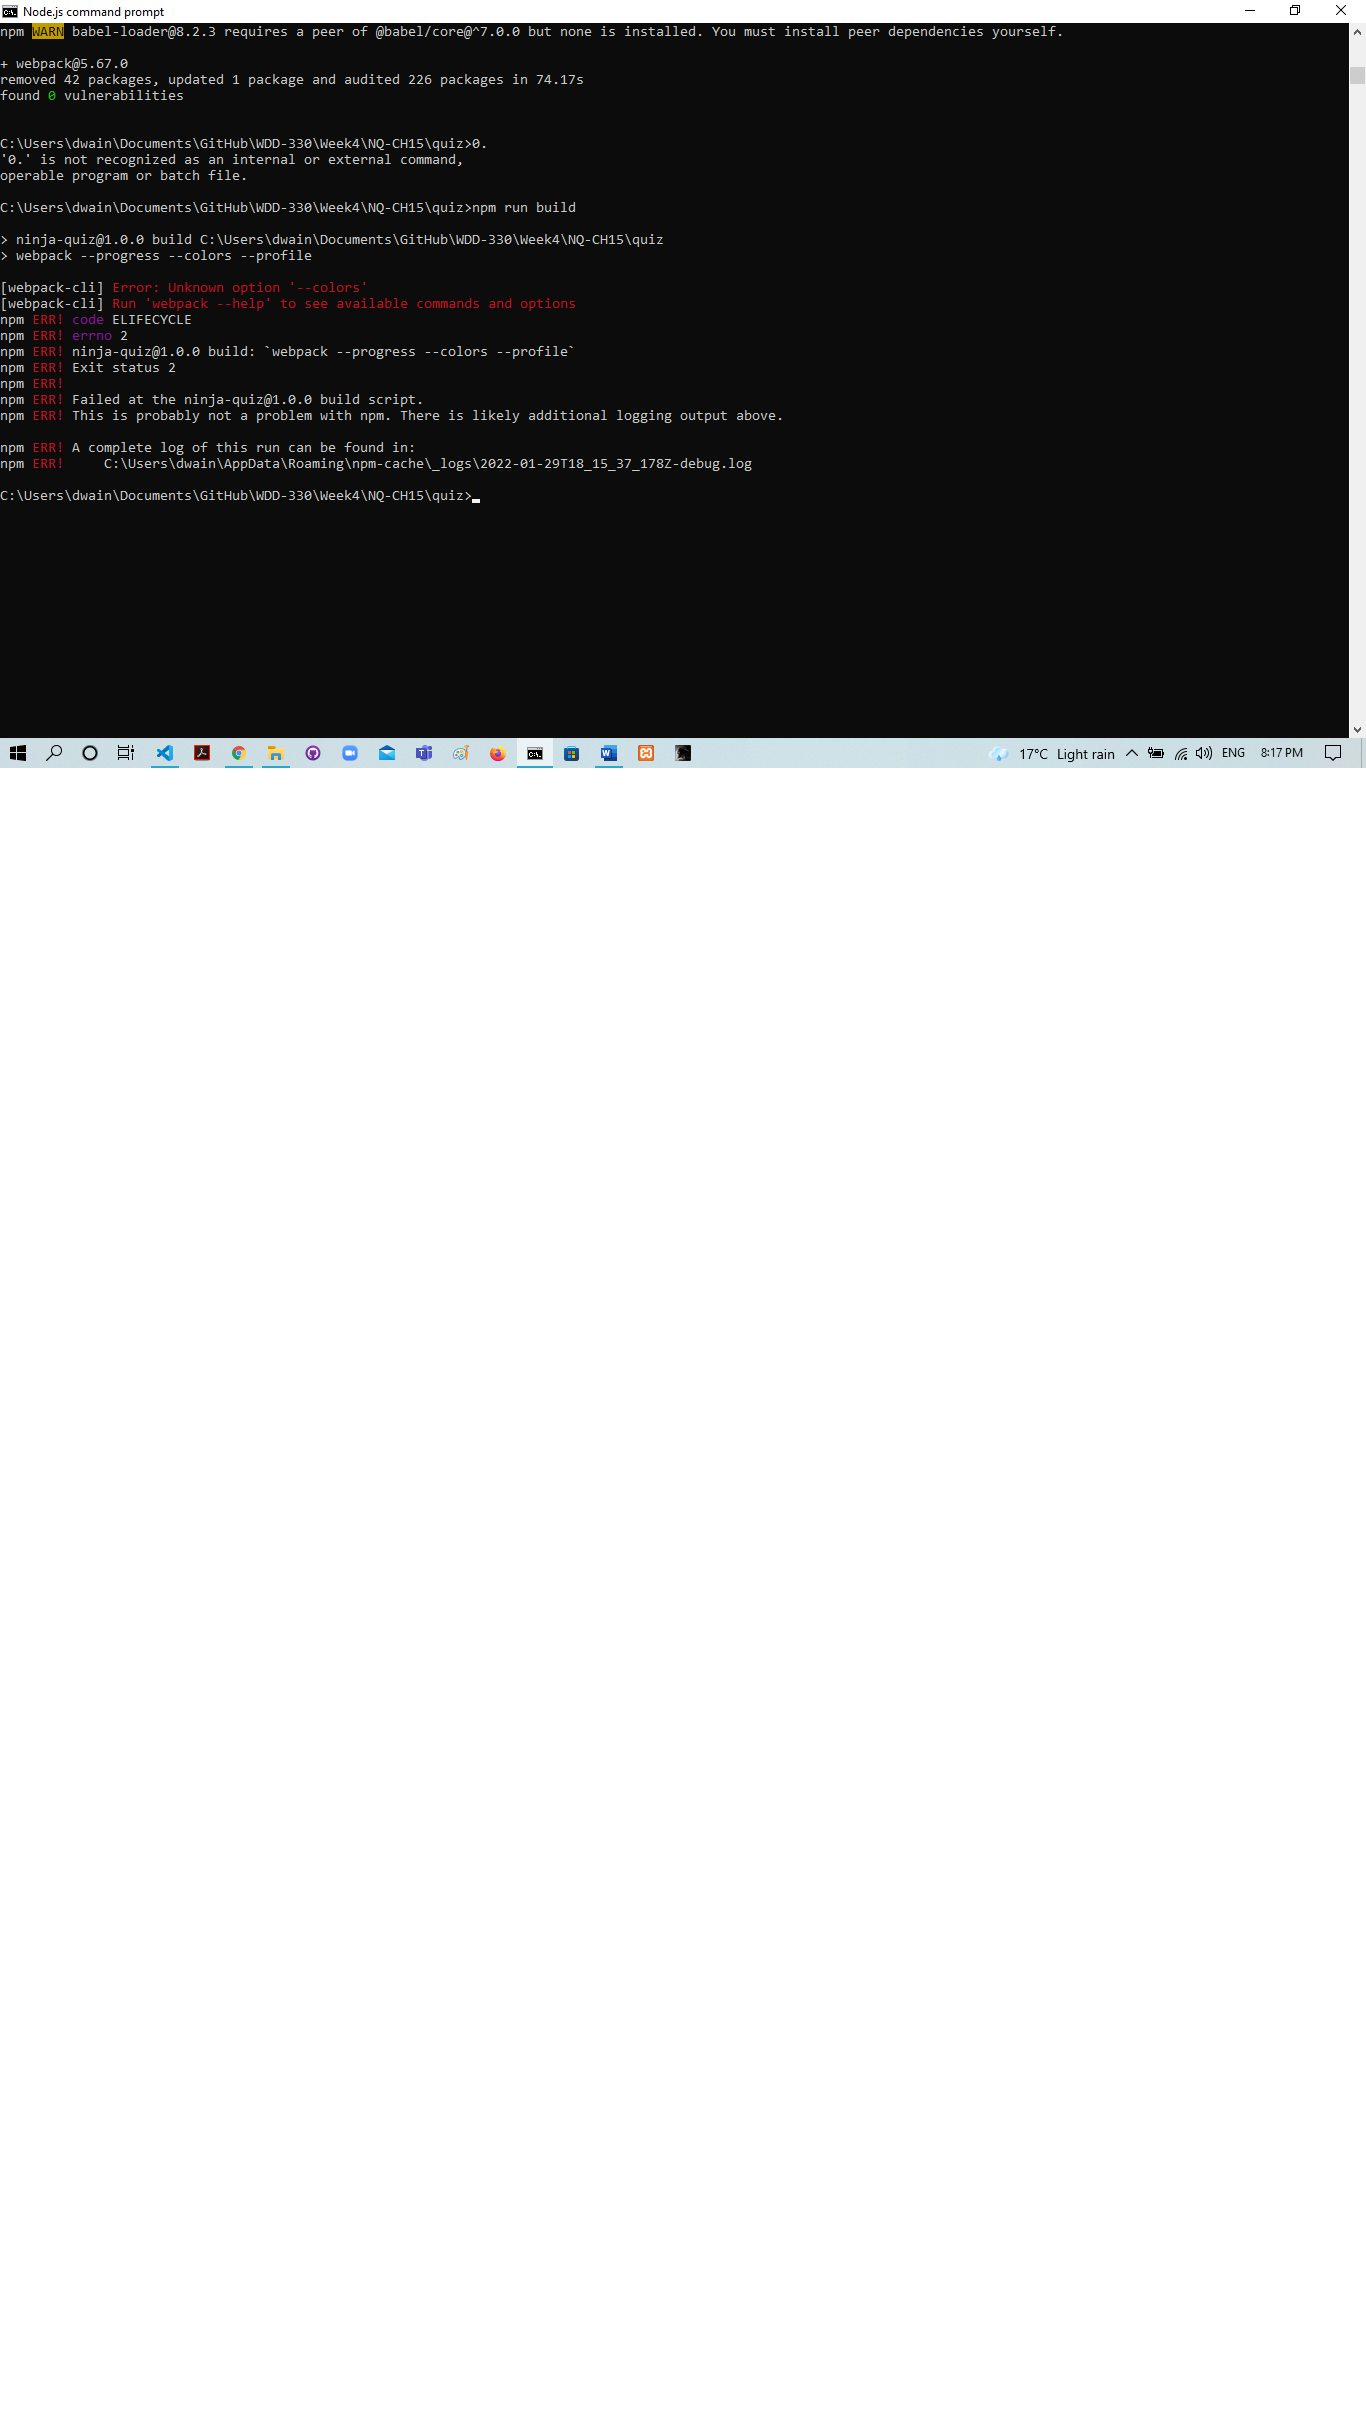 Node.js command prompt
npm WARN babel-loader@8.2.3 requires a peer of @babel/core@^7.0.0 but none is installed. You must install peer dependencies yourself.
+ webpack@5.67.0
removed 42 packages, updated 1 package and audited 226 packages in 74.17s
found 0 vulnerabilities
C:\Users\dwain\Documents\GitHub\WDD-330\Week4\NQ-CH15\quiz>0.
'0.' is not recognized as an internal or external command,
operable program or batch file.
C:\Users\dwain\Documents\GitHub\WDD-330\Week4\NQ-CH15\quiz>npm run build
> ninja-quiz@1.0.0 build C:\Users\dwain\Documents\GitHub\WDD-330\Week4\NQ-CH15\quiz
> webpack --progress --colors --profile
[webpack-cli] Error: Unknown option '--colors'
[webpack-cli] Run 'webpack --help' to see available commands and options
npm ERR! code ELIFECYCLE
npm ERR! errno 2
npm ERR! ninja-quiz@1.0.0 build: `webpack --progress --colors --profile`
npm ERR! Exit status 2
npm ERR!
npm ERR! Failed at the ninja-quiz@1.0.0 build script.
npm ERR! This is probably not a problem with npm. There is likely additional logging output above.
npm ERR! A complete log of this run can be found in:
npm ERR!     C:\Users\dwain\AppData\Roaming\npm-cache\_logs\2022-01-29T18_15_37_178Z-debug.log
C:\Users\dwain\Documents\GitHub\WDD-330\Week4\NQ-CH15\quiz>
17°C Light rain ENG 8:17 PM